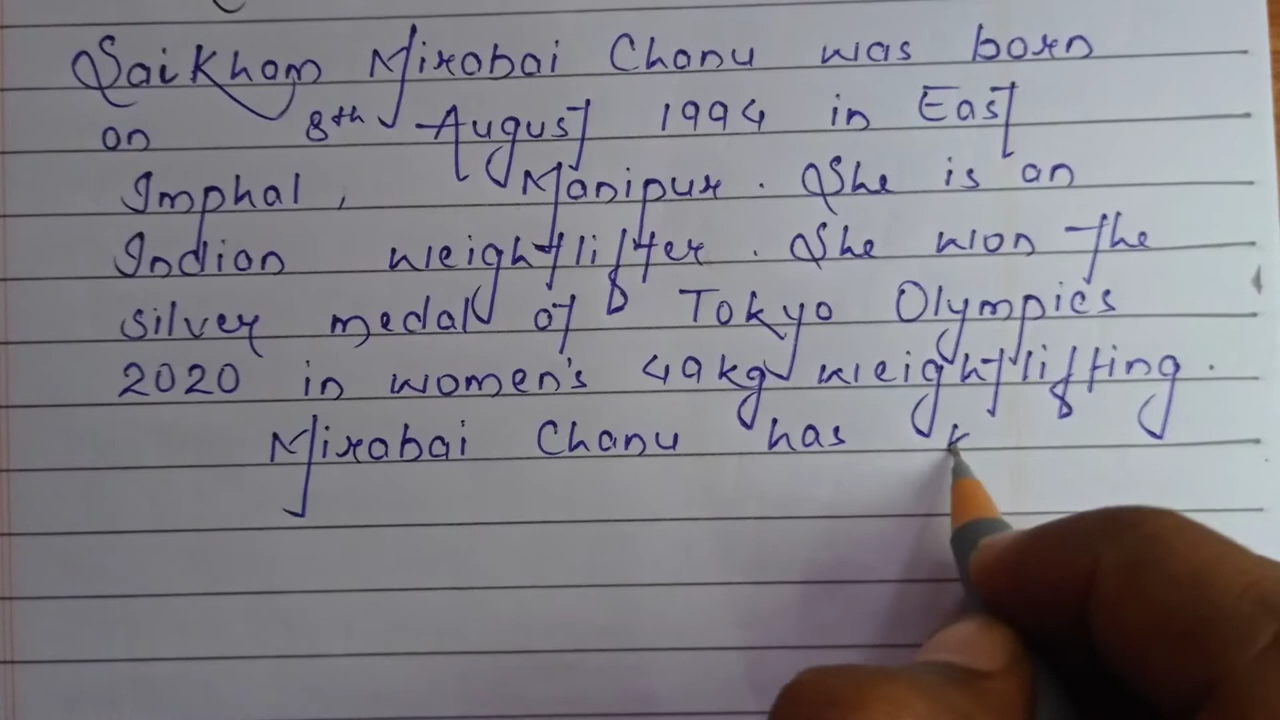 Saikhom Mirabai Chanu was born
on 8th August 1994 in East
Imphal, Manipur. She is an
Indian weightlifter. She won the
silver medal of Tokyo Olympics
2020 in women's 49kg weightlifting.
Mirabai Chanu has